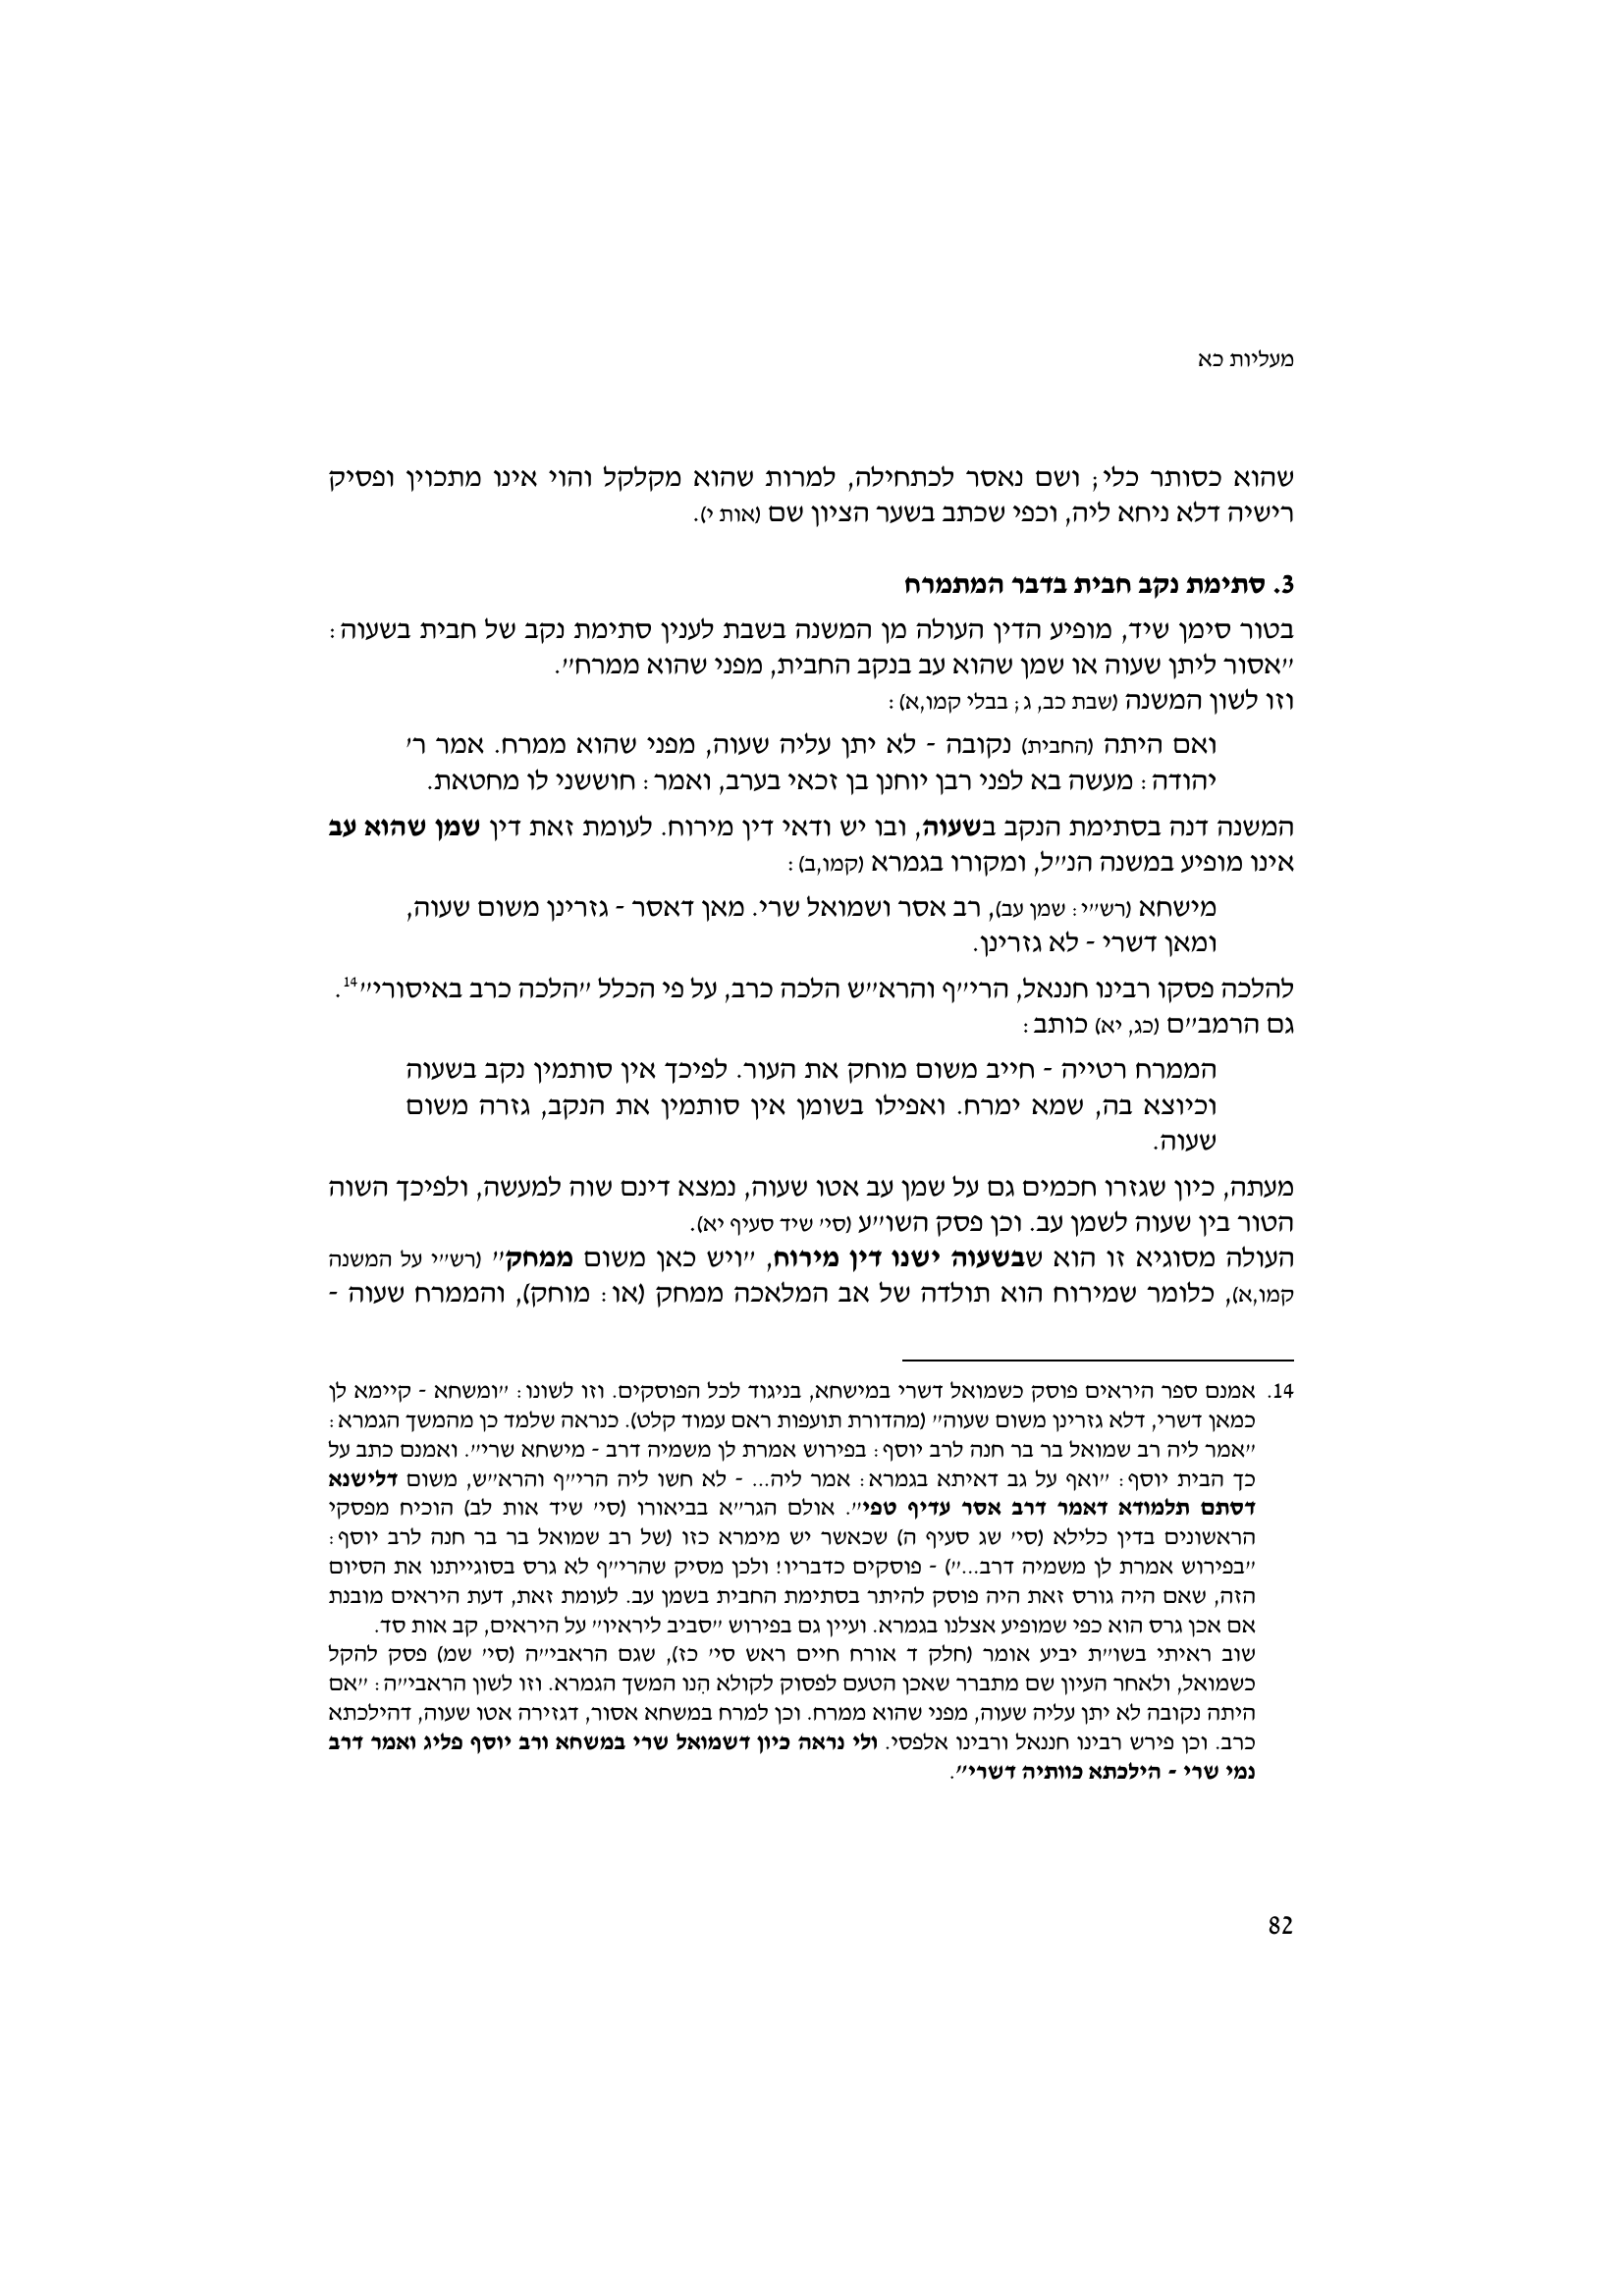 מעליות כא
שהוא כסותר כלי; ושם נאסר לכתחילה, למרות שהוא מקלקל והוי אינו מתכוין ופסיק
רישיה דלא ניחא ליה, וכפי שכתב בשער הציון שם (אות י).
3. סתימת נקב חבית בדבר המתמרח
בטור סימן שיד, מופיע הדין העולה מן המשנה בשבת לענין סתימת נקב של חבית בשעוה:
"אסור ליתן שעוה או שמן שהוא עב בנקב החבית, מפני שהוא ממרח".
וזו לשון המשנה (שבת כב, ג; בבלי קמו,א):
ואם היתה (החבית) נקובה - לא יתן עליה שעוה, מפני שהוא ממרח. אמר ר'
יהודה: מעשה בא לפני רבן יוחנן בן זכאי בערב, ואמר: חוששני לו מחטאת.
המשנה דנה בסתימת הנקב בשעוה, ובו יש ודאי דין מירוח. לעומת זאת דין שמן שהוא עב
אינו מופיע במשנה הנ"ל, ומקורו בגמרא (קמו,ב):
מישחא (רש"י: שמן עב), רב אסר ושמואל שרי. מאן דאסר - גזרינן משום שעוה,
ומאן דשרי - לא גזרינן.
להלכה פסקו רבינו חננאל, הרי"ף והרא"ש הלכה כרב, על פי הכלל "הלכה כרב באיסורי"14.
גם הרמב"ם (כג, יא) כותב:
הממרח רטייה - חייב משום מוחק את העור. לפיכך אין סותמין נקב בשעוה
וכיוצא בה, שמא ימרח. ואפילו בשומן אין סותמין את הנקב, גזרה משום
שעוה.
מעתה, כיון שגזרו חכמים גם על שמן עב אטו שעוה, נמצא דינם שוה למעשה, ולפיכך השוה
הטור בין שעוה לשמן עב. וכן פסק השו"ע (סי' שיד סעיף יא).
העולה מסוגיא זו הוא שבשעוה ישנו דין מירוח, "ויש כאן משום ממחק" (רש"י על המשנה
קמו,א), כלומר שמירוח הוא תולדה של אב המלאכה ממחק (או: מוחק), והממרח שעוה -
14. אמנם ספר היראים פוסק כשמואל דשרי במישחא, בניגוד לכל הפוסקים. וזו לשונו: "ומשחא - קיימא לן
כמאן דשרי, דלא גזרינן משום שעוה" (מהדורת תועפות ראם עמוד קלט). כנראה שלמד כן מהמשך הגמרא:
"אמר ליה רב שמואל בר בר חנה לרב יוסף: בפירוש אמרת לן משמיה דרב - מישחא שרי". ואמנם כתב על
כך הבית יוסף: "ואף על גב דאיתא בגמרא: אמר ליה... - לא חשו ליה הרי"ף והרא"ש, משום דלישנא
דסתם תלמודא דאמר דרב אסר עדיף טפי". אולם הגר"א בביאורו (סי' שיד אות לב) הוכיח מפסקי
הראשונים בדין כלילא (סי' שג סעיף ה) שכאשר יש מימרא כזו (של רב שמואל בר בר חנה לרב יוסף:
"בפירוש אמרת לן משמיה דרב...") - פוסקים כדבריו! ולכן מסיק שהרי"ף לא גרס בסוגייתנו את הסיום
הזה, שאם היה גורס זאת היה פוסק להיתר בסתימת החבית בשמן עב. לעומת זאת, דעת היראים מובנת
אם אכן גרס הוא כפי שמופיע אצלנו בגמרא. ועיין גם בפירוש "סביב ליראיו" על היראים, קב אות סד.
שוב ראיתי בשו"ת יביע אומר (חלק ד אורח חיים ראש סי' כז), שגם הראבי"ה (סי' שמ) פסק להקל
כשמואל, ולאחר העיון שם מתברר שאכן הטעם לפסוק לקולא הִנו המשך הגמרא. וזו לשון הראבי"ה: "אם
היתה נקובה לא יתן עליה שעוה, מפני שהוא ממרח. וכן למרח במשחא אסור, דגזירה אטו שעוה, דהילכתא
כרב. וכן פירש רבינו חננאל ורבינו אלפסי. ולי נראה כיון דשמואל שרי במשחא ורב יוסף פליג ואמר דרב
נמי שרי - הילכתא כוותיה דשרי".
82